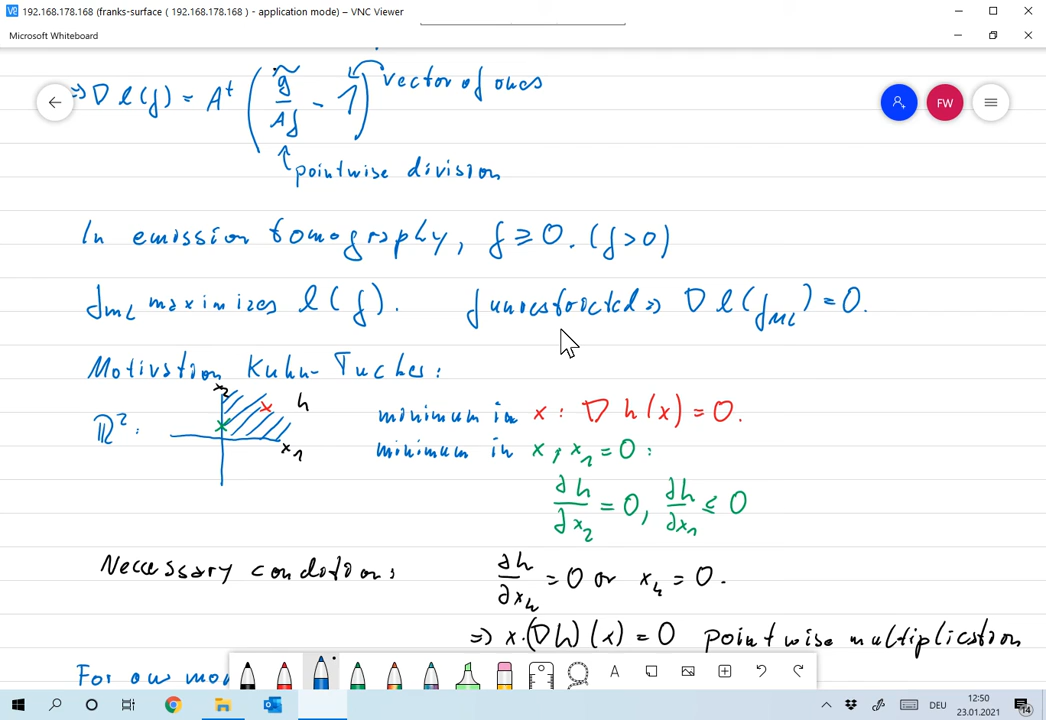 192.168.178.168 (franks-surface ( 192.168.178.168 ) - application mode) – VNC Viewer
Microsoft Whiteboard
⇒ ∇ l(f) = Aᵗ ( g̃ / Af - 1 ) vector of ones
pointwise division
FW
In emission tomography, f ≥ 0. (f > 0)
f_ML maximizes l(f). f unrestricted ⇒ ∇ l(f_ML) = 0.
Motivation Kuhn-Tucker:
ℝ²: x₂ h x₁
minimum in x : ∇ h(x) = 0.
minimum in x, x₁ = 0 :
∂h/∂x₂ = 0, ∂h/∂x₁ ≤ 0
Neccessary conditions: ∂h/∂x_k = 0 or x_k = 0.
⇒ x·(∇h)(x) = 0 pointwise multiplication
For our mo
A
DEU
12:50
23.01.2021
14